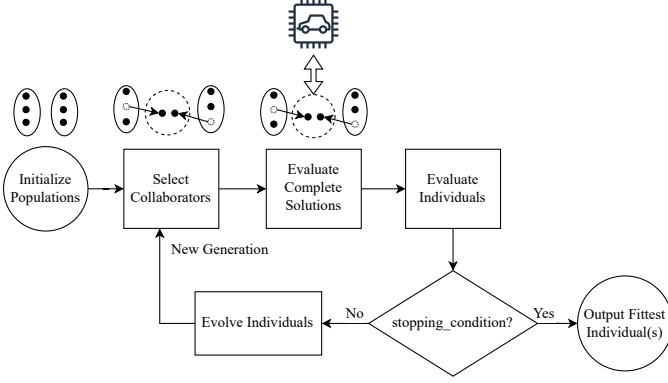 Initialize
Populations
Select
Collaborators
Evaluate
Complete
Solutions
Evaluate
Individuals
New Generation
Evolve Individuals
No
stopping_condition?
Yes
Output Fittest
Individual(s)